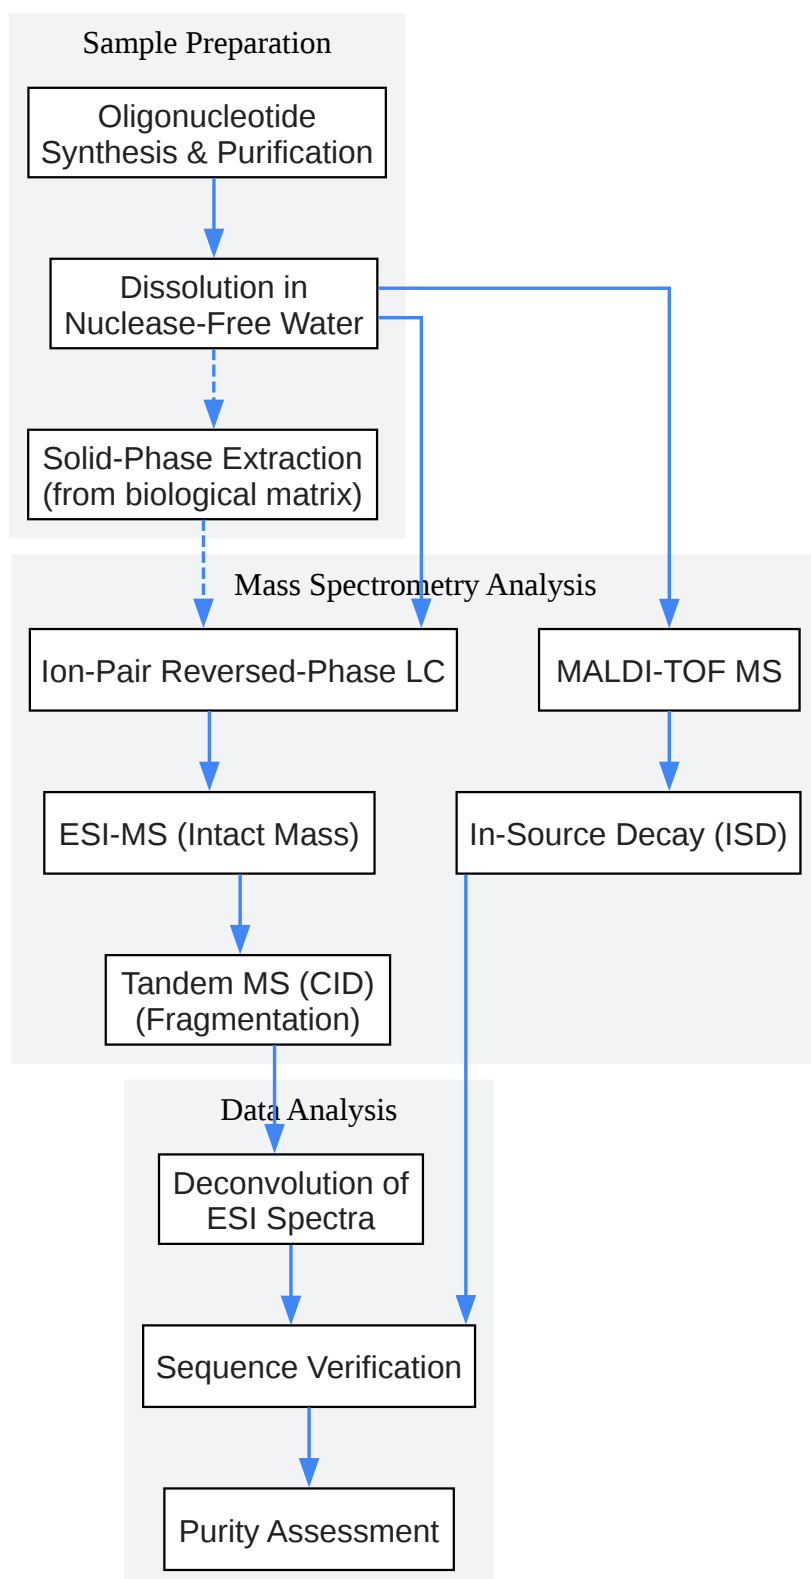 Sample Preparation
Oligonucleotide
Synthesis & Purification
Dissolution in
Nuclease-Free Water
Solid-Phase Extraction
(from biological matrix)
Mass Spectrometry Analysis
Ion-Pair Reversed-Phase LC
MALDI-TOF MS
ESI-MS (Intact Mass)
In-Source Decay (ISD)
Tandem MS (CID)
(Fragmentation)
Data Analysis
Deconvolution of
ESI Spectra
Sequence Verification
Purity Assessment